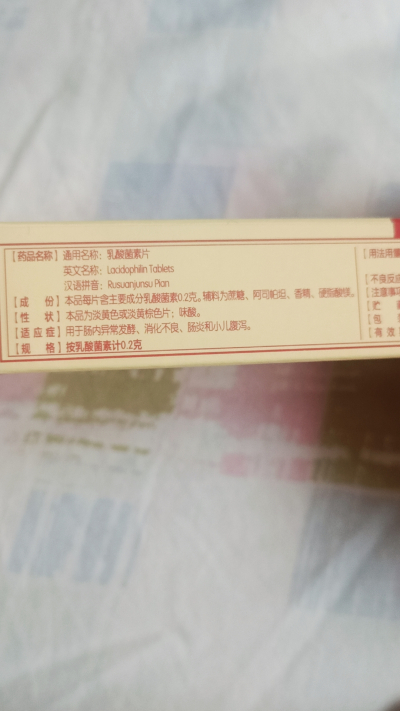 【药品名称】通用名称：乳酸菌素片
英文名称：Lacidophilin Tablets
汉语拼音：Rusuanjunsu Pian
【成 份】本品每片含主要成分乳酸菌素0.2克。辅料为蔗糖、阿司帕坦、香精、硬脂酸镁。
【性 状】本品为淡黄色或淡黄棕色片；味酸。
【适 应 症】用于肠内异常发酵、消化不良、肠炎和小儿腹泻。
【规 格】按乳酸菌素计0.2克
【用法用量
【不良反应
【注意事项
【贮
【包
【有 效